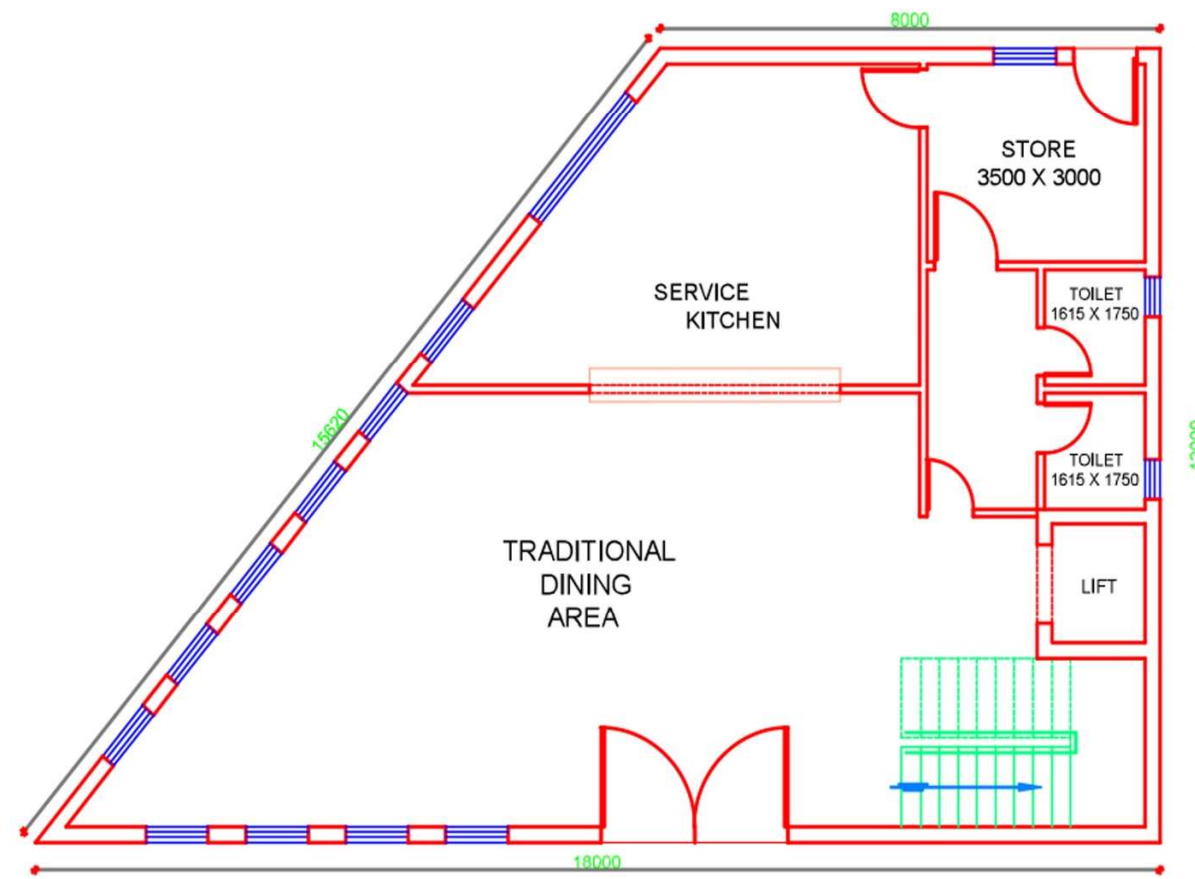 8000
STORE
3500 X 3000
SERVICE
KITCHEN
TOILET
1615 X 1750
15620
TOILET
1615 X 1750
TRADITIONAL
DINING
AREA
LIFT
18000